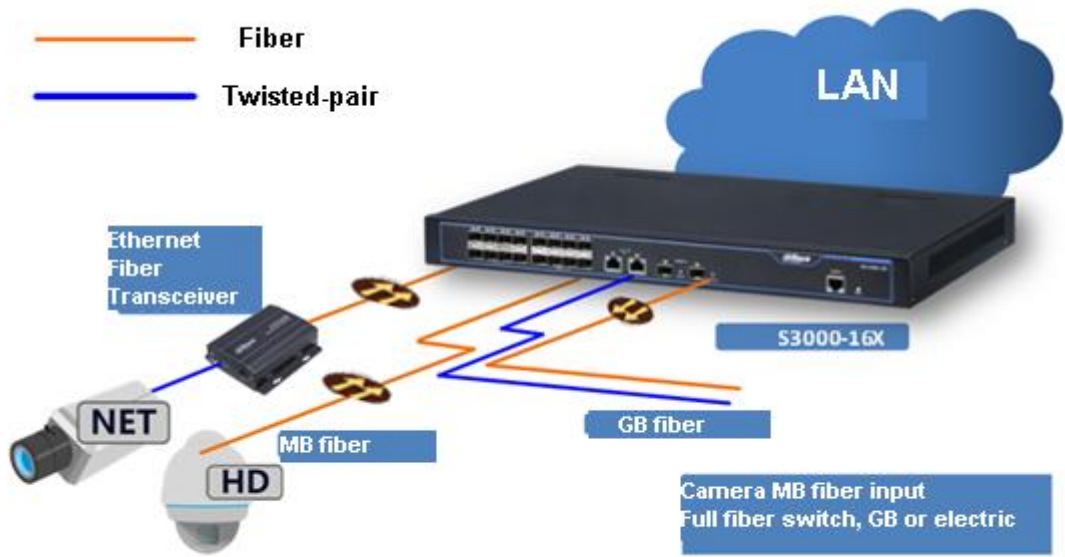 Fiber
Twisted-pair
LAN
Ethernet
Fiber
Transceiver
S3000-16X
NET
MB fiber
GB fiber
HD
Camera MB fiber input
Full fiber switch, GB or electric